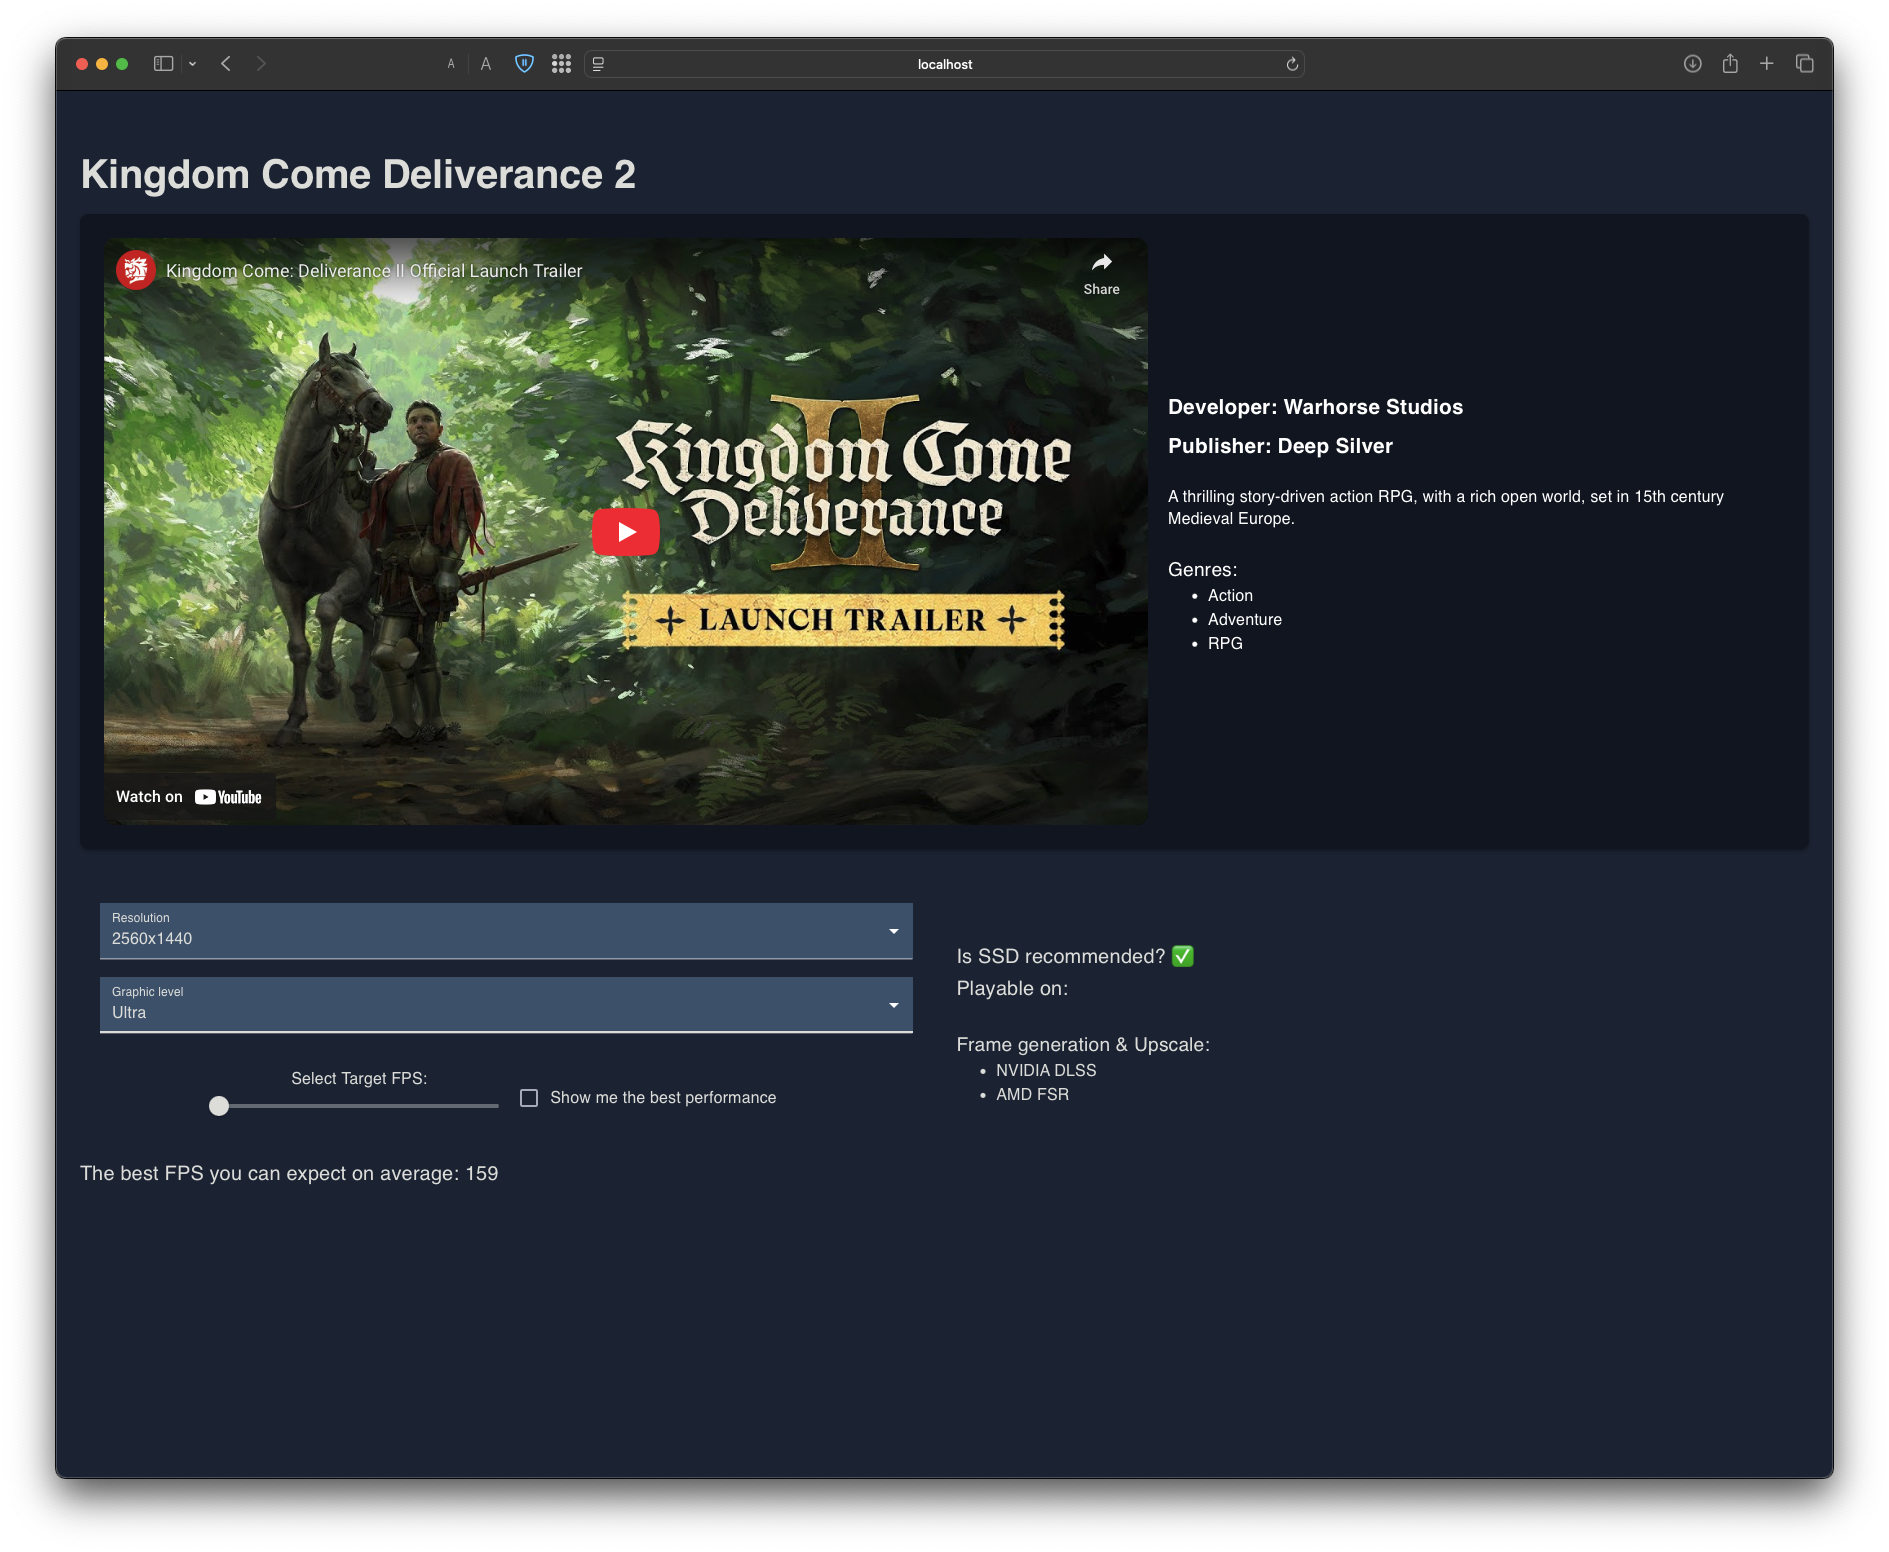 A A localhost
Kingdom Come Deliverance 2
Kingdom Come: Deliverance II Official Launch Trailer
Share
Kingdom Come
II
Deliverance
LAUNCH TRAILER
Watch on YouTube
Developer: Warhorse Studios
Publisher: Deep Silver
A thrilling story-driven action RPG, with a rich open world, set in 15th century
Medieval Europe.
Genres:
• Action
• Adventure
• RPG
Resolution
2560x1440
Graphic level
Ultra
Select Target FPS:
Show me the best performance
Is SSD recommended? ✅
Playable on:
Frame generation & Upscale:
• NVIDIA DLSS
• AMD FSR
The best FPS you can expect on average: 159